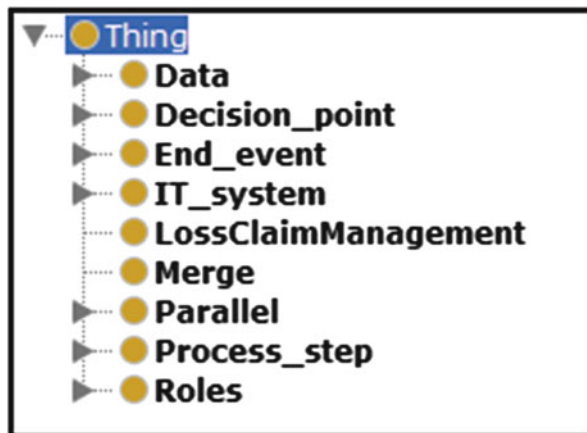 Thing
Data
Decision_point
End_event
IT_system
LossClaimManagement
Merge
Parallel
Process_step
Roles